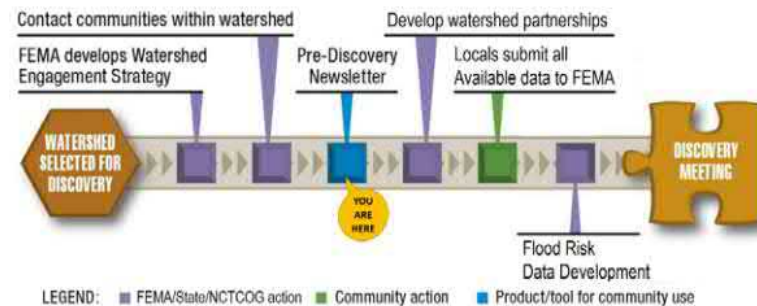 Contact communities within watershed
Develop watershed partnerships
FEMA develops Watershed
Engagement Strategy
Pre-Discovery
Newsletter
Locals submit all
Available data to FEMA
WATERSHED
SELECTED FOR
DISCOVERY
DISCOVERY
MEETING
YOU
ARE
HERE
Flood Risk
Data Development
LEGEND: FEMA/State/NCTCOG action Community action Product/tool for community use